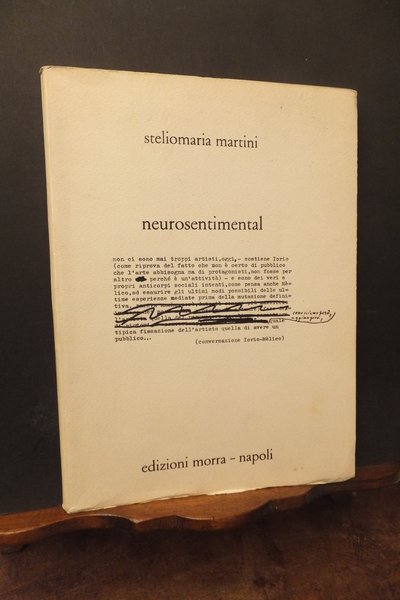 steliomaria martini
neurosentimental
non ci sono mai troppi artisti,oggi,- sostiene Iorio
(come riprova del fatto che non è certo di pubblico
che l'arte abbisogna ma di protagonisti,non fosse per
altro perché è un'attività) - e sono dei veri e
propri anticorpi sociali intenti,come pensa anche Mè-
lico,ad esaurire gli ultimi modi possibili delle ul-
time esperienze mediate prima della mutazione defini-
tiva.
quale
tipica fissazione dell'artista quella di avere un
pubblico...
(conversazione Iorio-Mèlico)
edizioni morra - napoli